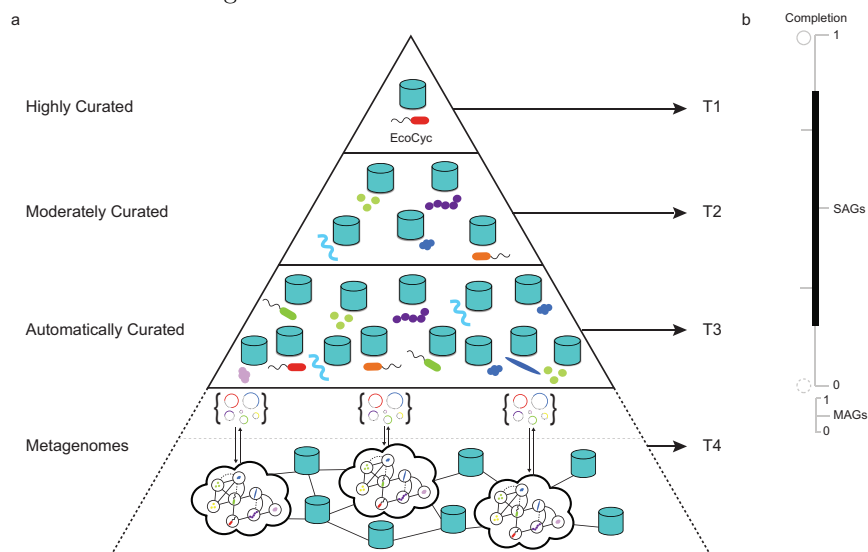 a
b
Completion
1
Highly Curated
T1
EcoCyc
Moderately Curated
T2
SAGs
Automatically Curated
T3
0
1
MAGs
0
Metagenomes
T4